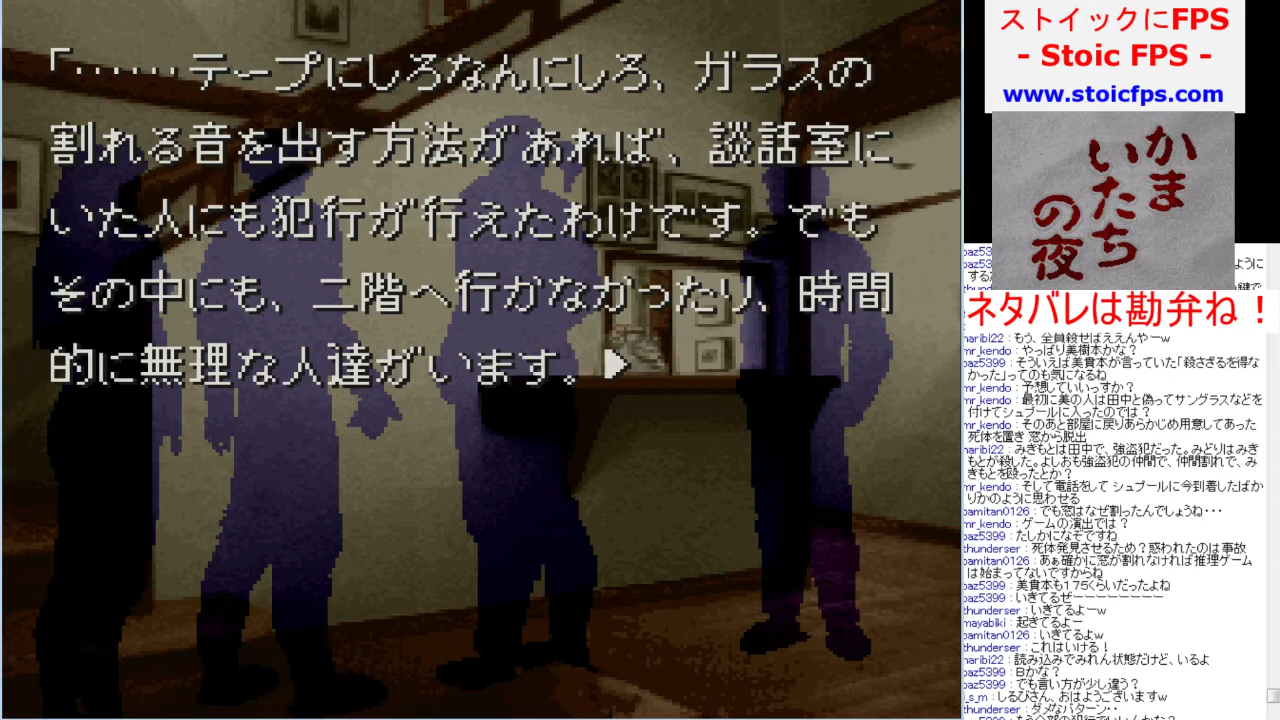 「‥‥‥テープにしろなんにしろ、ガラスの
割れる音を出す方法があれば、談話室に
いた人にも犯行が行えたわけです。でも
その中にも、二階へ行かなかったり、時間
的に無理な人達がいます。▶
ストイックにFPS
- Stoic FPS -
www.stoicfps.com
かま
いたち
の夜
ネタバレは勘弁ね！
naribi22：もう、全員殺せばええんやーw
mr_kendo：やっぱり美樹本かな？
paz5399：そういえば美貴本が言っていた「殺さざるを得な
かった」ってのも気になるね
mr_kendo：予想していいっすか？
mr_kendo：最初に美の人は田中と偽ってサングラスなどを
付けてシュプールに入ったのでは？
mr_kendo：そのあと部屋に戻りあらかじめ用意してあった
死体を置き 窓から脱出
naribi22：みきもとは田中で、強盗犯だった。みどりはみき
もとが殺した。よしおも強盗犯の仲間で、仲間割れで、み
きもとを殴ったとか？
mr_kendo：そして電話をして シュプールに今到着したばか
りかのように思わせる
pamitan0126：でも窓はなぜ割ったんでしょうね・・・
mr_kendo：ゲームの演出では？
paz5399：たしかになぞですね
thunderser：死体発見させるため？惑われたのは事故
pamitan0126：あぁ確かに窓が割れなければ推理ゲーム
は始まってないですからね
paz5399：美貴本も175くらいだったよね
paz5399：いきてるぜーーーーーーーー
thunderser：いきてるよーw
mayabiki：起きてるよー
pamitan0126：いきてるよw
thunderser：これはいける！
naribi22：読み込みでみれん状態だけど、いるよ
paz5399：Bかな？
paz5399：でも言い方が少し違う？
i_s_m：しるびさん、おはようございますw
thunderser：ダメなパターン・・